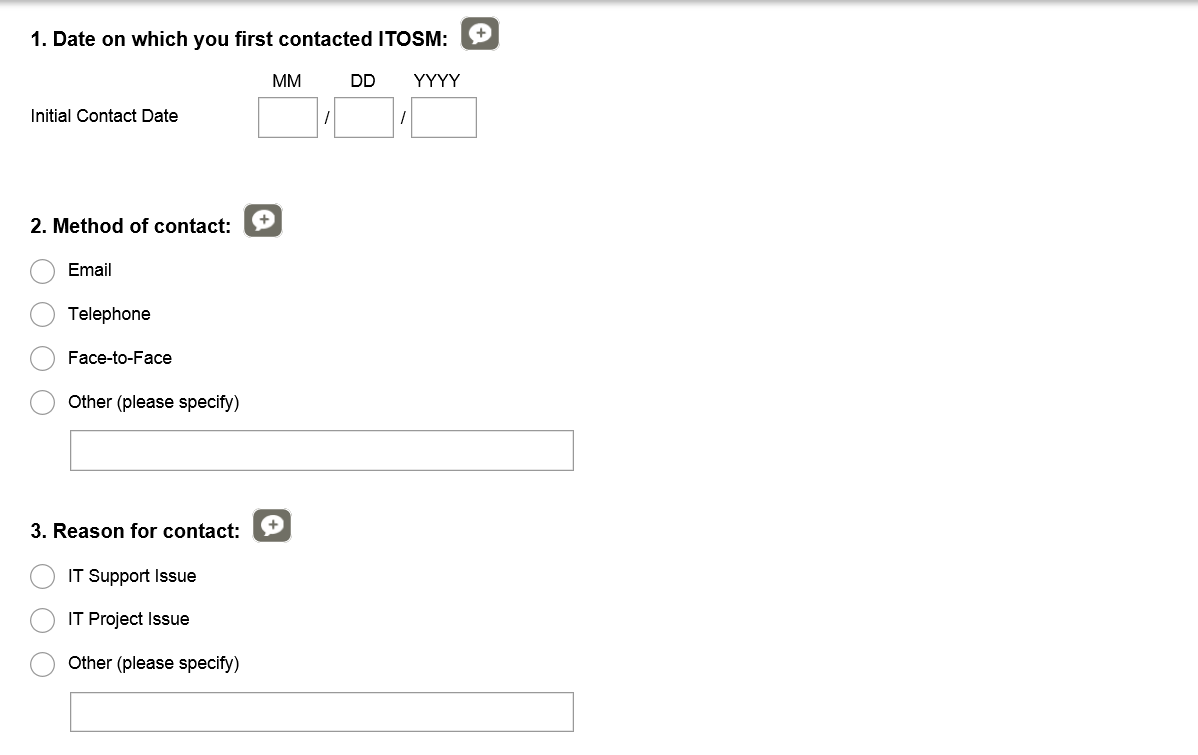 1. Date on which you first contacted ITOSM:
MM DD YYYY
Initial Contact Date / /
2. Method of contact:
Email
Telephone
Face-to-Face
Other (please specify)
3. Reason for contact:
IT Support Issue
IT Project Issue
Other (please specify)